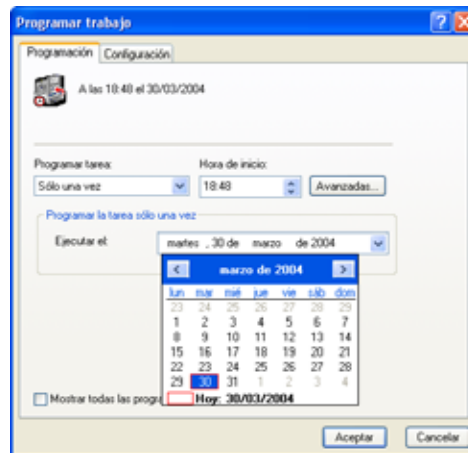 Programar trabajo
Programación Configuración
A las 18:48 el 30/03/2004
Programar tarea: Hora de inicio:
Sólo una vez 18:48 Avanzadas...
Programar la tarea sólo una vez
Ejecutar el: martes , 30 de marzo de 2004
marzo de 2004
lun mar mié jue vie sáb dom
23 24 25 26 27 28 29
1 2 3 4 5 6 7
8 9 10 11 12 13 14
15 16 17 18 19 20 21
22 23 24 25 26 27 28
29 30 31 1 2 3 4
Mostrar todas las progra Hoy: 30/03/2004
Aceptar Cancelar